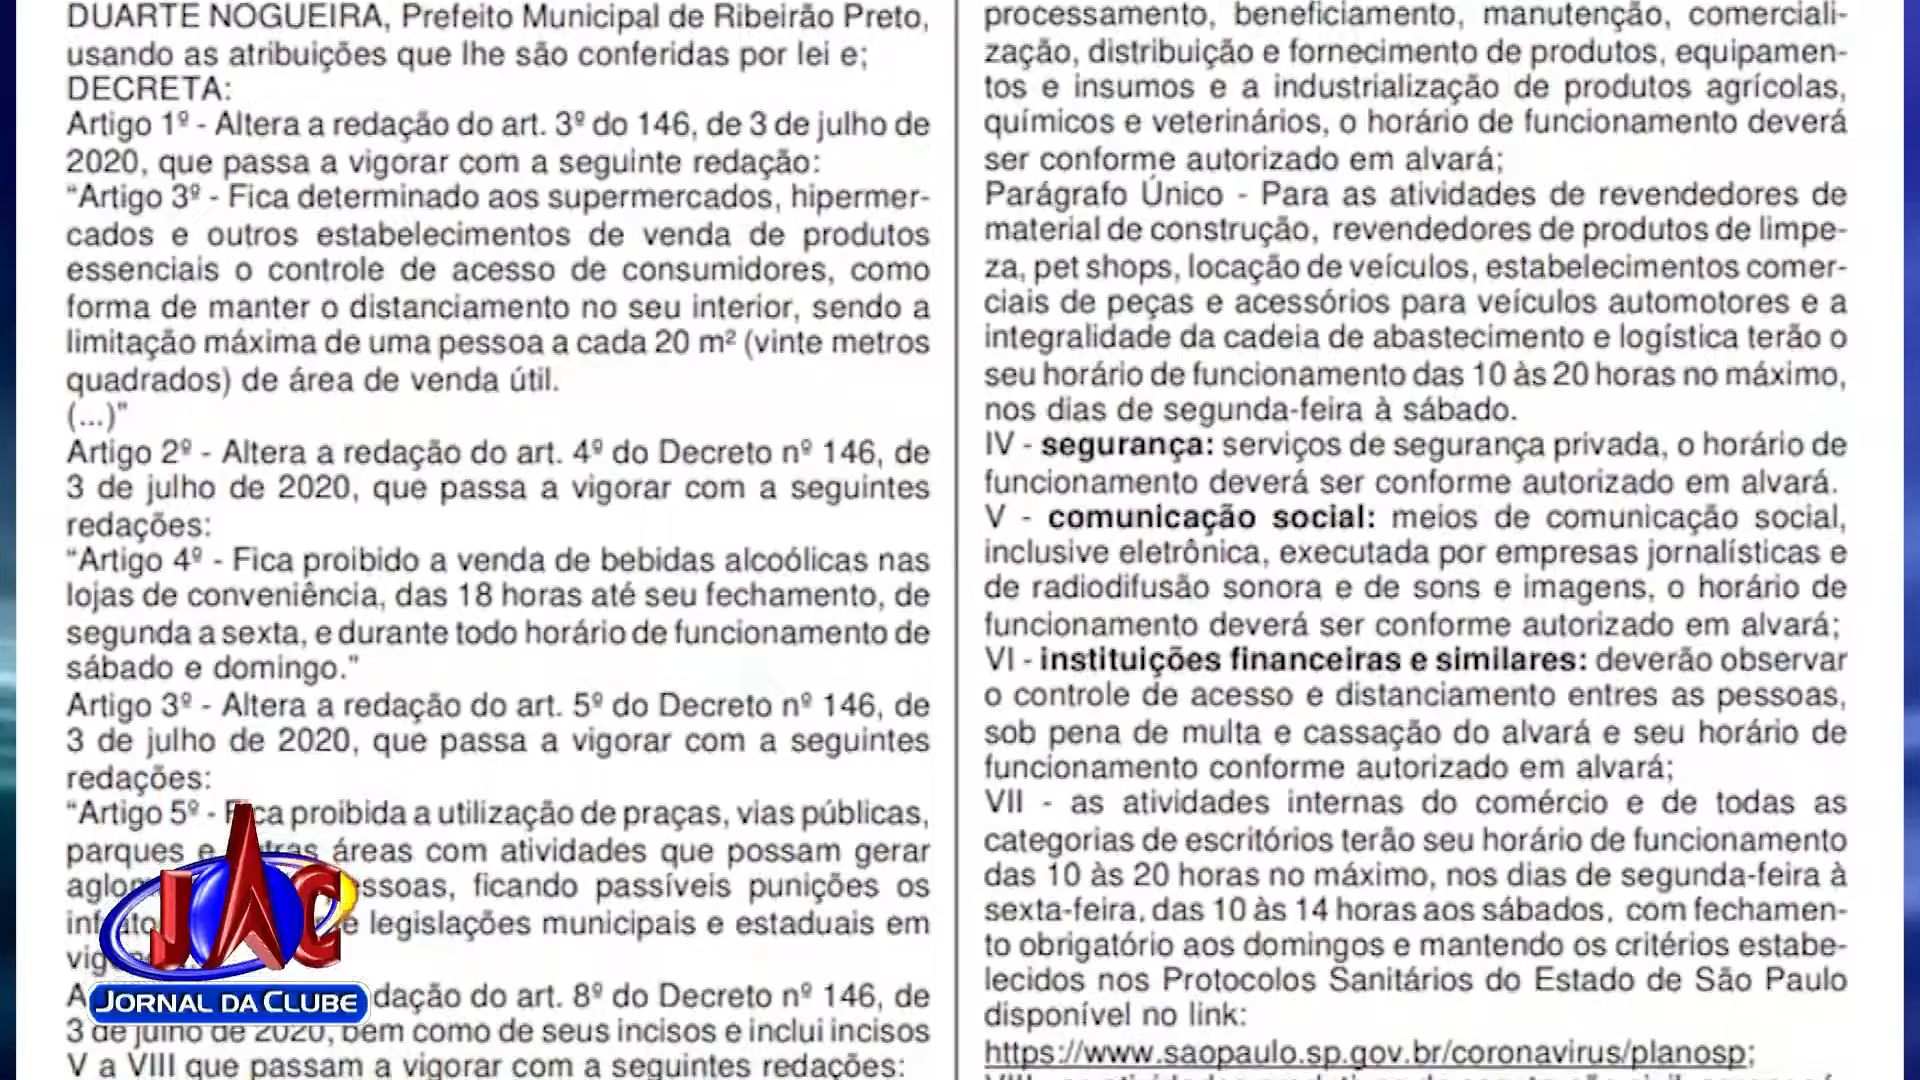 DUARTE NOGUEIRA, Prefeito Municipal de Ribeirão Preto,
usando as atribuições que lhe são conferidas por lei e;
DECRETA:
Artigo 1º - Altera a redação do art. 3º do 146, de 3 de julho de
2020, que passa a vigorar com a seguinte redação:
“Artigo 3º - Fica determinado aos supermercados, hipermer-
cados e outros estabelecimentos de venda de produtos
essenciais o controle de acesso de consumidores, como
forma de manter o distanciamento no seu interior, sendo a
limitação máxima de uma pessoa a cada 20 m² (vinte metros
quadrados) de área de venda útil.
(...)”
Artigo 2º - Altera a redação do art. 4º do Decreto nº 146, de
3 de julho de 2020, que passa a vigorar com a seguintes
redações:
“Artigo 4º - Fica proibido a venda de bebidas alcoólicas nas
lojas de conveniência, das 18 horas até seu fechamento, de
segunda a sexta, e durante todo horário de funcionamento de
sábado e domingo.”
Artigo 3º - Altera a redação do art. 5º do Decreto nº 146, de
3 de julho de 2020, que passa a vigorar com a seguintes
redações:
“Artigo 5º - Fica proibida a utilização de praças, vias públicas,
parques e outras áreas com atividades que possam gerar
ficando passíveis punições os
legislações municipais e estaduais em
dação do art. 8º do Decreto nº 146, de
3 de julho de 2020, bem como de seus incisos e inclui incisos
V a VIII que passam a vigorar com a seguintes redações:
JAC
JORNAL DA CLUBE
processamento, beneficiamento, manutenção, comerciali-
zação, distribuição e fornecimento de produtos, equipamen-
tos e insumos e a industrialização de produtos agrícolas,
químicos e veterinários, o horário de funcionamento deverá
ser conforme autorizado em alvará;
Parágrafo Único - Para as atividades de revendedores de
material de construção, revendedores de produtos de limpe-
za, pet shops, locação de veículos, estabelecimentos comer-
ciais de peças e acessórios para veículos automotores e a
integralidade da cadeia de abastecimento e logística terão o
seu horário de funcionamento das 10 às 20 horas no máximo,
nos dias de segunda-feira à sábado.
IV - segurança: serviços de segurança privada, o horário de
funcionamento deverá ser conforme autorizado em alvará.
V - comunicação social: meios de comunicação social,
inclusive eletrônica, executada por empresas jornalísticas e
de radiodifusão sonora e de sons e imagens, o horário de
funcionamento deverá ser conforme autorizado em alvará;
VI - instituições financeiras e similares: deverão observar
o controle de acesso e distanciamento entres as pessoas,
sob pena de multa e cassação do alvará e seu horário de
funcionamento conforme autorizado em alvará;
VII - as atividades internas do comércio e de todas as
categorias de escritórios terão seu horário de funcionamento
das 10 às 20 horas no máximo, nos dias de segunda-feira à
sexta-feira, das 10 às 14 horas aos sábados, com fechamen-
to obrigatório aos domingos e mantendo os critérios estabe-
lecidos nos Protocolos Sanitários do Estado de São Paulo
disponível no link:
https://www.saopaulo.sp.gov.br/coronavirus/planosp;